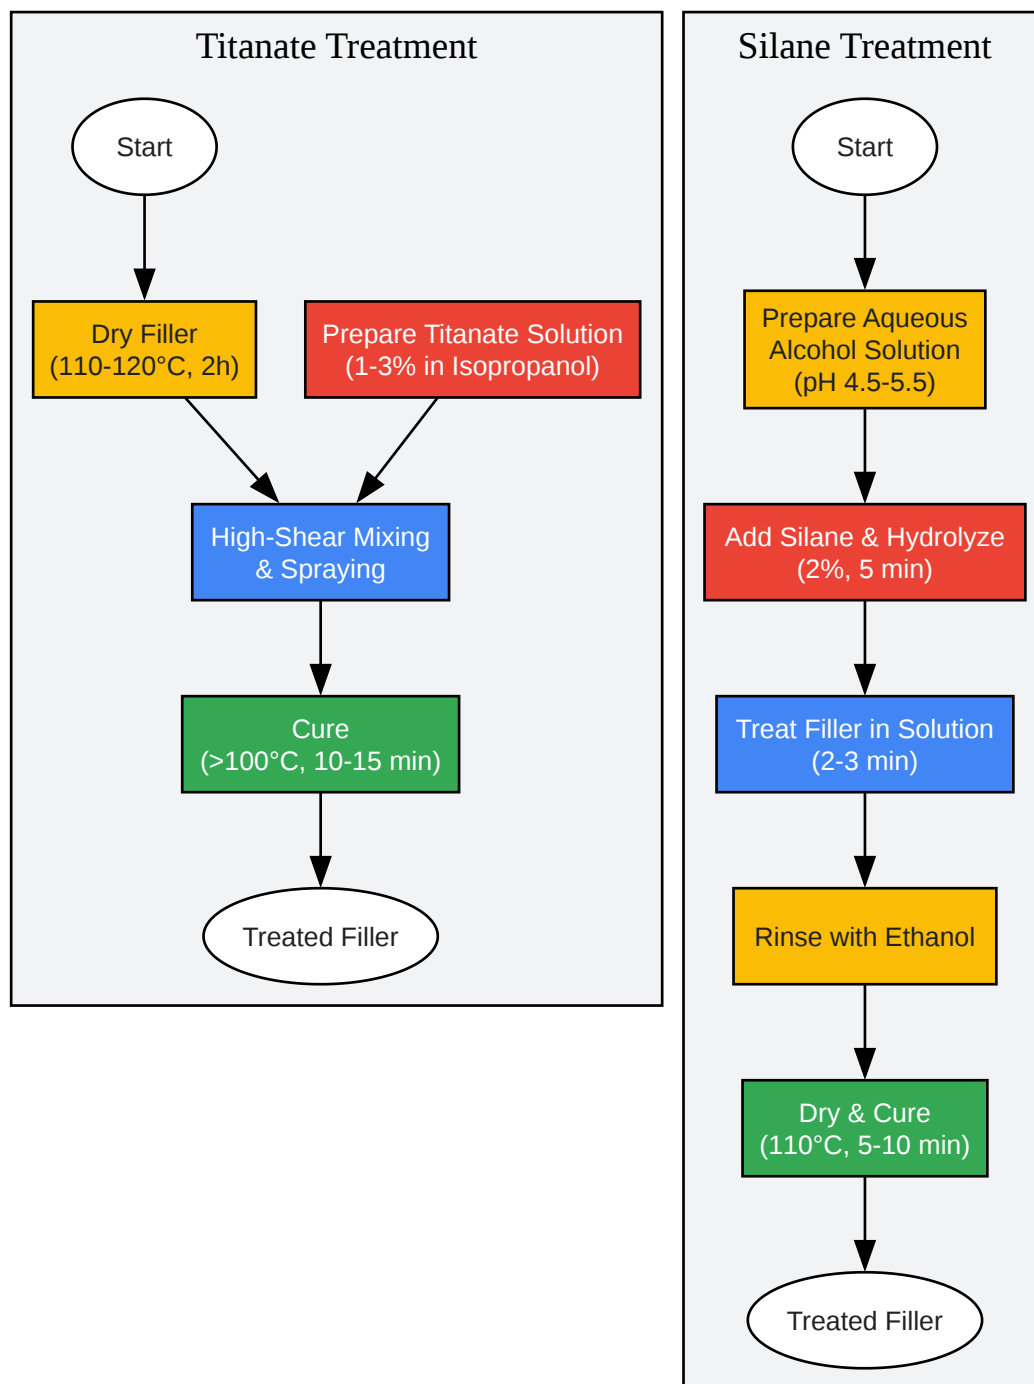 Titanate Treatment
Start
Dry Filler
(110-120°C, 2h)
Prepare Titanate Solution
(1-3% in Isopropanol)
High-Shear Mixing
& Spraying
Cure
(>100°C, 10-15 min)
Treated Filler
Silane Treatment
Start
Prepare Aqueous
Alcohol Solution
(pH 4.5-5.5)
Add Silane & Hydrolyze
(2%, 5 min)
Treat Filler in Solution
(2-3 min)
Rinse with Ethanol
Dry & Cure
(110°C, 5-10 min)
Treated Filler